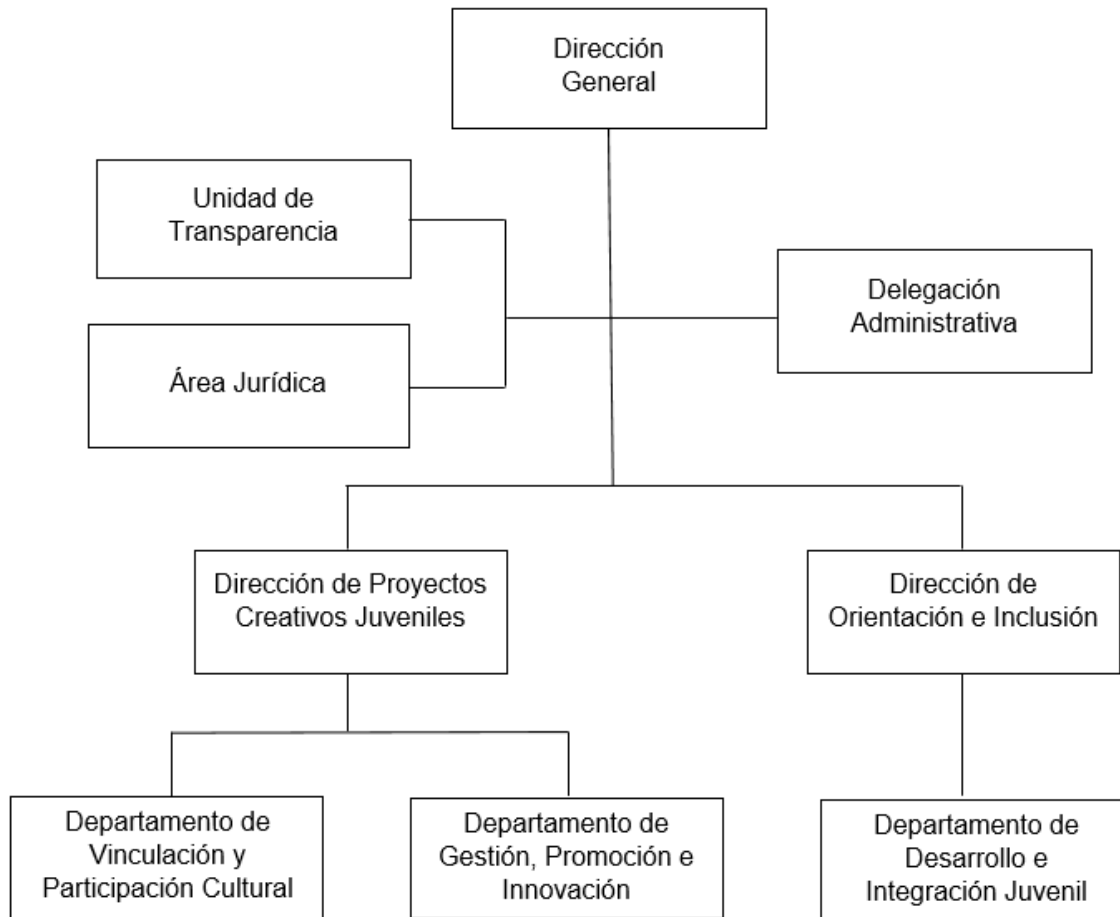 Dirección
General
Unidad de
Transparencia
Delegación
Administrativa
Área Jurídica
Dirección de Proyectos
Creativos Juveniles
Dirección de
Orientación e Inclusión
Departamento de
Vinculación y
Participación Cultural
Departamento de
Gestión, Promoción e
Innovación
Departamento de
Desarrollo e
Integración Juvenil